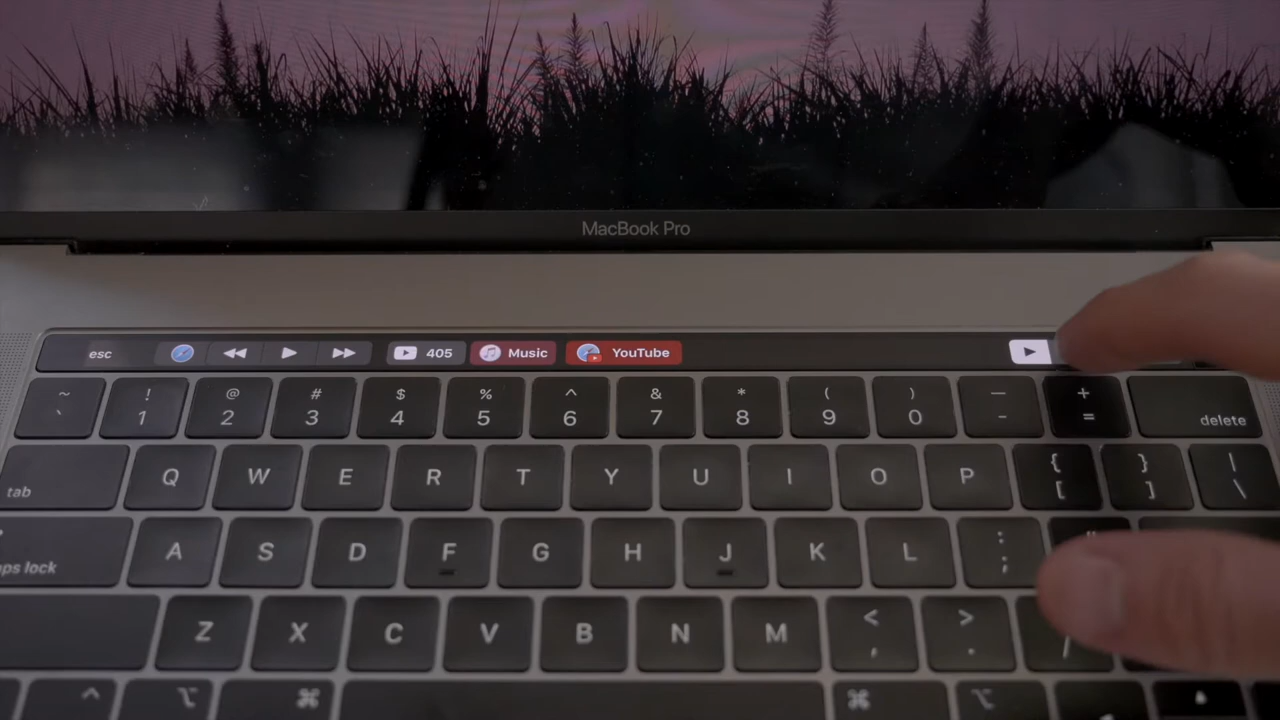 MacBook Pro
esc 405 Music YouTube
~ ! @ # $ % ^ & * ( ) — +
` 1 2 3 4 5 6 7 8 9 0 - = delete
tab Q W E R T Y U I O P { [ } ] | \
ps lock A S D F G H J K L : ;
Z X C V B N M < , > . /
^ ⌥ ⌘ ⌘ ⌥